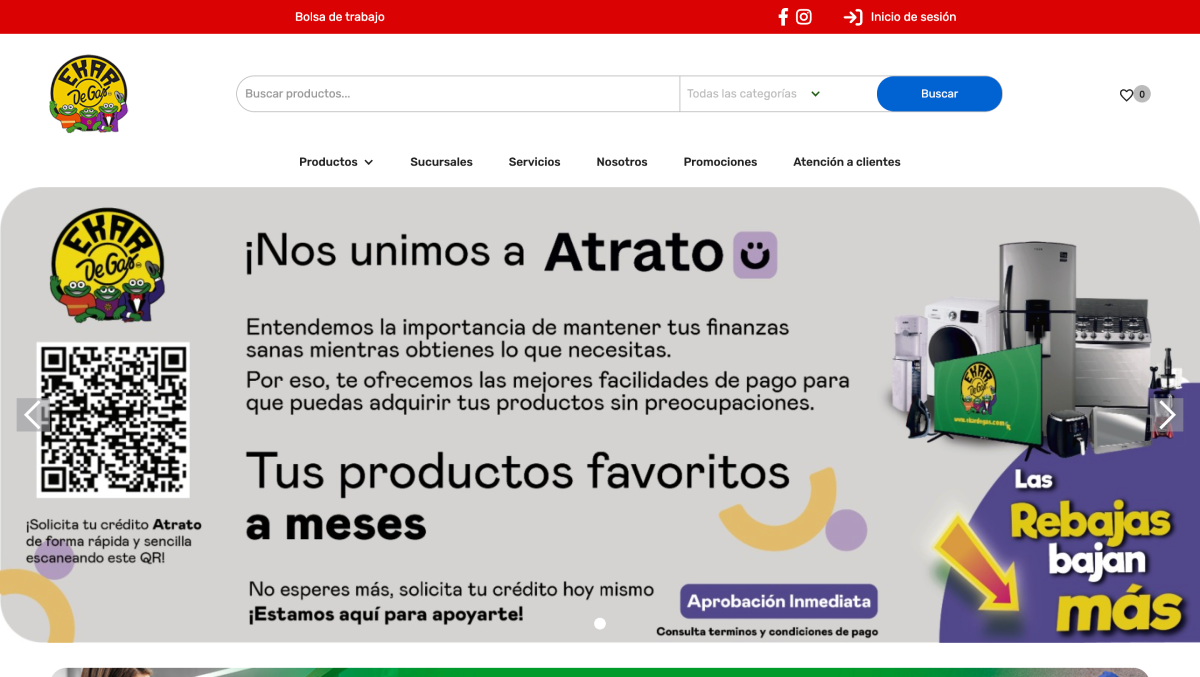 Bolsa de trabajo
Inicio de sesión
EKAR
De Gas
Buscar productos...
Todas las categorías
Buscar
0
Productos
Sucursales
Servicios
Nosotros
Promociones
Atención a clientes
EKAR
De Gas
¡Nos unimos a Atrato
Entendemos la importancia de mantener tus finanzas
sanas mientras obtienes lo que necesitas.
Por eso, te ofrecemos las mejores facilidades de pago para
que puedas adquirir tus productos sin preocupaciones.
Tus productos favoritos
a meses
¡Solicita tu crédito Atrato
de forma rápida y sencilla
escaneando este QR!
No esperes más, solicita tu crédito hoy mismo
¡Estamos aquí para apoyarte!
Aprobación Inmediata
Consulta terminos y condiciones de pago
EKAR
De Gas
www.ekardegas.com
Las
Rebajas
bajan
más